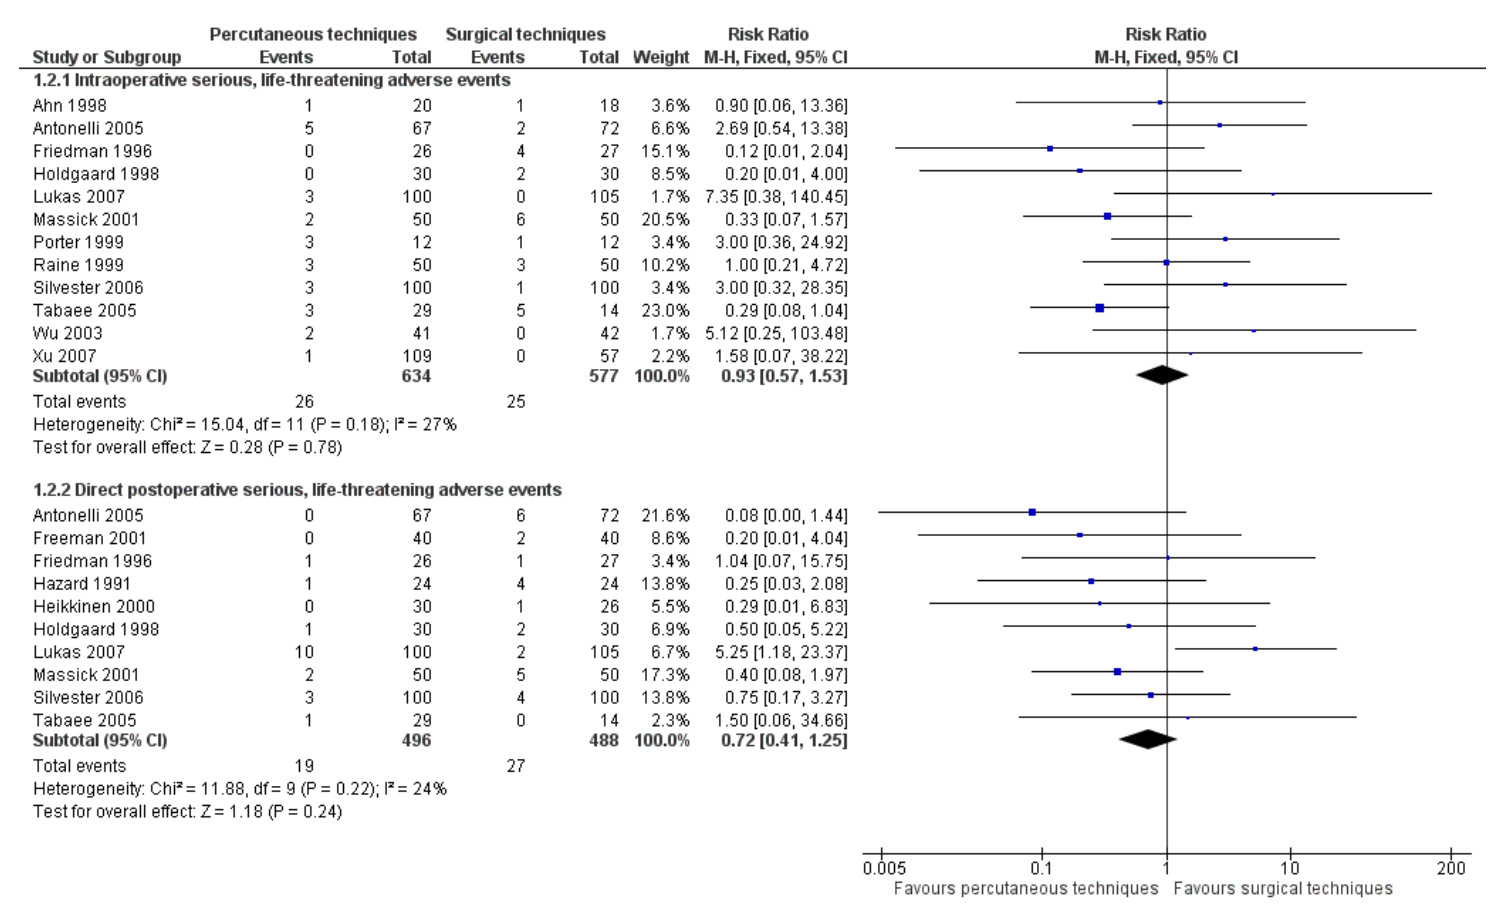 Percutaneous techniques Surgical techniques Risk Ratio Risk Ratio
Study or Subgroup Events Total Events Total Weight M-H, Fixed, 95% CI M-H, Fixed, 95% CI
1.2.1 Intraoperative serious, life-threatening adverse events
Ahn 1998 1 20 1 18 3.6% 0.90 [0.06, 13.36]
Antonelli 2005 5 67 2 72 6.6% 2.69 [0.54, 13.38]
Friedman 1996 0 26 4 27 15.1% 0.12 [0.01, 2.04]
Holdgaard 1998 0 30 2 30 8.5% 0.20 [0.01, 4.00]
Lukas 2007 3 100 0 105 1.7% 7.35 [0.38, 140.45]
Massick 2001 2 50 6 50 20.5% 0.33 [0.07, 1.57]
Porter 1999 3 12 1 12 3.4% 3.00 [0.36, 24.92]
Raine 1999 3 50 3 50 10.2% 1.00 [0.21, 4.72]
Silvester 2006 3 100 1 100 3.4% 3.00 [0.32, 28.35]
Tabaee 2005 3 29 5 14 23.0% 0.29 [0.08, 1.04]
Wu 2003 2 41 0 42 1.7% 5.12 [0.25, 103.48]
Xu 2007 1 109 0 57 2.2% 1.58 [0.07, 38.22]
Subtotal (95% CI) 634 577 100.0% 0.93 [0.57, 1.53]
Total events 26 25
Heterogeneity: Chi² = 15.04, df = 11 (P = 0.18); I² = 27%
Test for overall effect: Z = 0.28 (P = 0.78)
1.2.2 Direct postoperative serious, life-threatening adverse events
Antonelli 2005 0 67 6 72 21.6% 0.08 [0.00, 1.44]
Freeman 2001 0 40 2 40 8.6% 0.20 [0.01, 4.04]
Friedman 1996 1 26 1 27 3.4% 1.04 [0.07, 15.75]
Hazard 1991 1 24 4 24 13.8% 0.25 [0.03, 2.08]
Heikkinen 2000 0 30 1 26 5.5% 0.29 [0.01, 6.83]
Holdgaard 1998 1 30 2 30 6.9% 0.50 [0.05, 5.22]
Lukas 2007 10 100 2 105 6.7% 5.25 [1.18, 23.37]
Massick 2001 2 50 5 50 17.3% 0.40 [0.08, 1.97]
Silvester 2006 3 100 4 100 13.8% 0.75 [0.17, 3.27]
Tabaee 2005 1 29 0 14 2.3% 1.50 [0.06, 34.66]
Subtotal (95% CI) 496 488 100.0% 0.72 [0.41, 1.25]
Total events 19 27
Heterogeneity: Chi² = 11.88, df = 9 (P = 0.22); I² = 24%
Test for overall effect: Z = 1.18 (P = 0.24)
0.005 0.1 1 10 200
Favours percutaneous techniques Favours surgical techniques